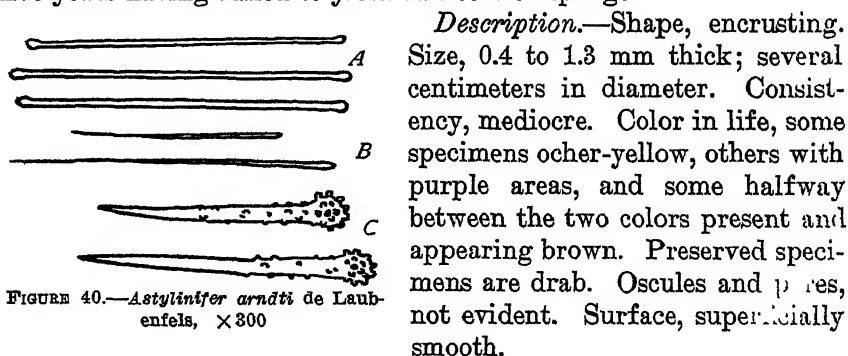 A
B
C
FIGURE 40.—Astylinifer arndti de Laub-
enfels, ×300
Description.—Shape, encrusting.
Size, 0.4 to 1.3 mm thick; several
centimeters in diameter. Consist-
ency, mediocre. Color in life, some
specimens ocher-yellow, others with
purple areas, and some halfway
between the two colors present and
appearing brown. Preserved speci-
mens are drab. Oscules and pores,
not evident. Surface, superficially
smooth.